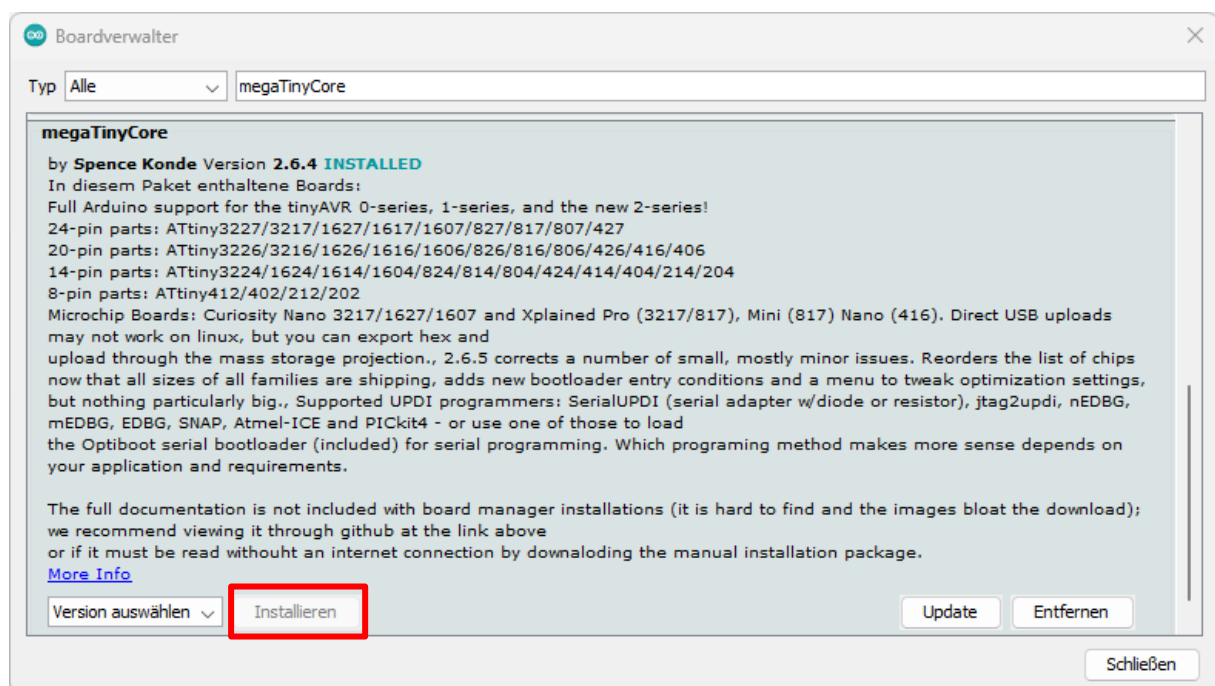 Boardverwalter
Typ Alle megaTinyCore
megaTinyCore
by Spence Konde Version 2.6.4 INSTALLED
In diesem Paket enthaltene Boards:
Full Arduino support for the tinyAVR 0-series, 1-series, and the new 2-series!
24-pin parts: ATtiny3227/3217/1627/1617/1607/827/817/807/427
20-pin parts: ATtiny3226/3216/1626/1616/1606/826/816/806/426/416/406
14-pin parts: ATtiny3224/1624/1614/1604/824/814/804/424/414/404/214/204
8-pin parts: ATtiny412/402/212/202
Microchip Boards: Curiosity Nano 3217/1627/1607 and Xplained Pro (3217/817), Mini (817) Nano (416). Direct USB uploads
may not work on linux, but you can export hex and
upload through the mass storage projection., 2.6.5 corrects a number of small, mostly minor issues. Reorders the list of chips
now that all sizes of all families are shipping, adds new bootloader entry conditions and a menu to tweak optimization settings,
but nothing particularly big., Supported UPDI programmers: SerialUPDI (serial adapter w/diode or resistor), jtag2updi, nEDBG,
mEDBG, EDBG, SNAP, Atmel-ICE and PICkit4 - or use one of those to load
the Optiboot serial bootloader (included) for serial programming. Which programing method makes more sense depends on
your application and requirements.
The full documentation is not included with board manager installations (it is hard to find and the images bloat the download);
we recommend viewing it through github at the link above
or if it must be read withouht an internet connection by downaloding the manual installation package.
More Info
Version auswählen Installieren Update Entfernen
Schließen